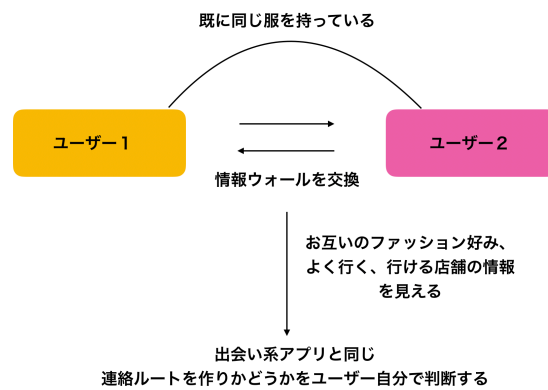 既に同じ服を持っている
ユーザー１
ユーザー２
情報ウォールを交換
お互いのファッション好み、
よく行く、行ける店舗の情報
を見える
出会い系アプリと同じ
連絡ルートを作りかどうかをユーザー自分で判断する